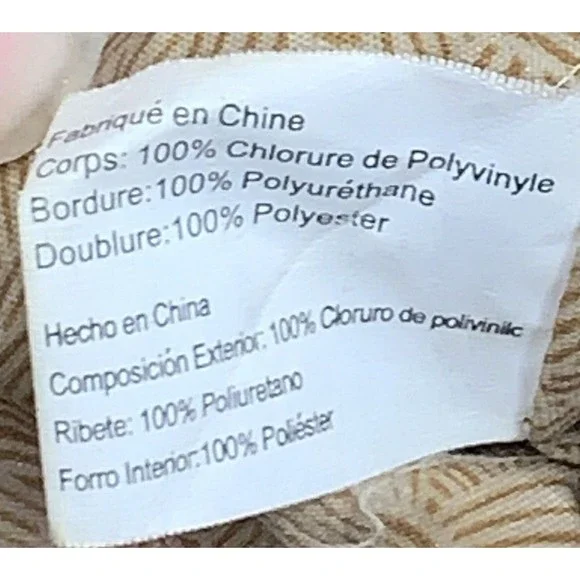 Fabriqué en Chine
Corps: 100% Chlorure de Polyvinyle
Bordure:100% Polyuréthane
Doublure:100% Polyester
Hecho en China
Composición Exterior: 100% Cloruro de polivinilc
Ribete: 100% Poliuretano
Forro Interior:100% Poliéster